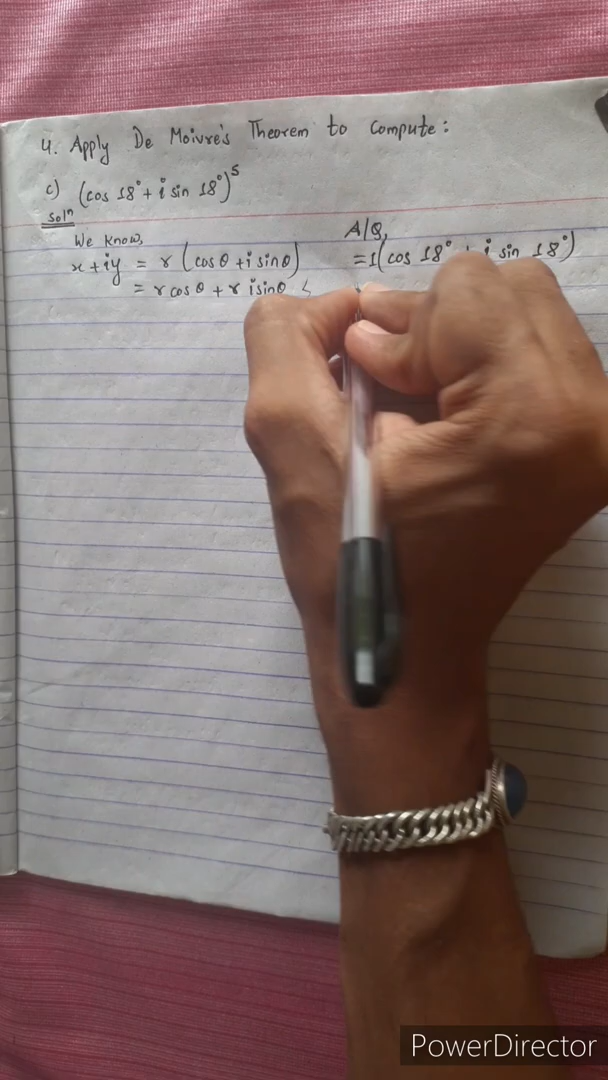 4. Apply De Moivre's Theorem to Compute:
c) (cos 18° + i sin 18°)⁵
Solⁿ
We know,
x + iy = r (cos θ + i sin θ)
= r cos θ + r i sin θ
A/Q,
= 1(cos 18° + i sin 18°)
PowerDirector